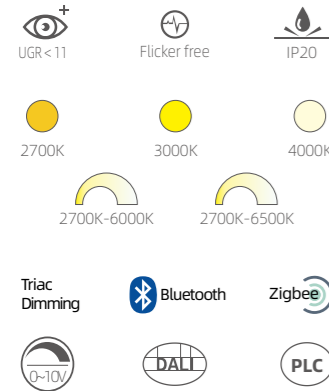 UGR<11
Flicker free
IP20
2700K
3000K
4000K
2700K-6000K
2700K-6500K
Triac
Dimming
Bluetooth
Zigbee
0~10V
DALI
PLC